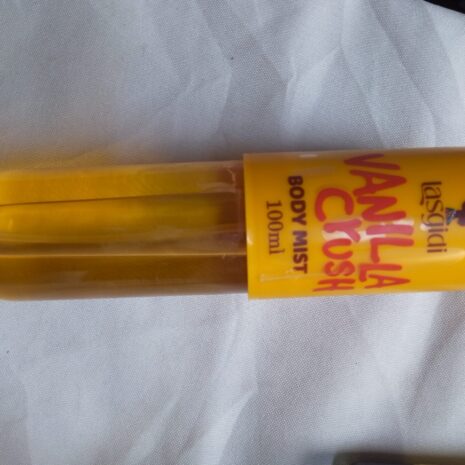 lasgidi
VANILLA
CRUSH
BODY MIST
100ml